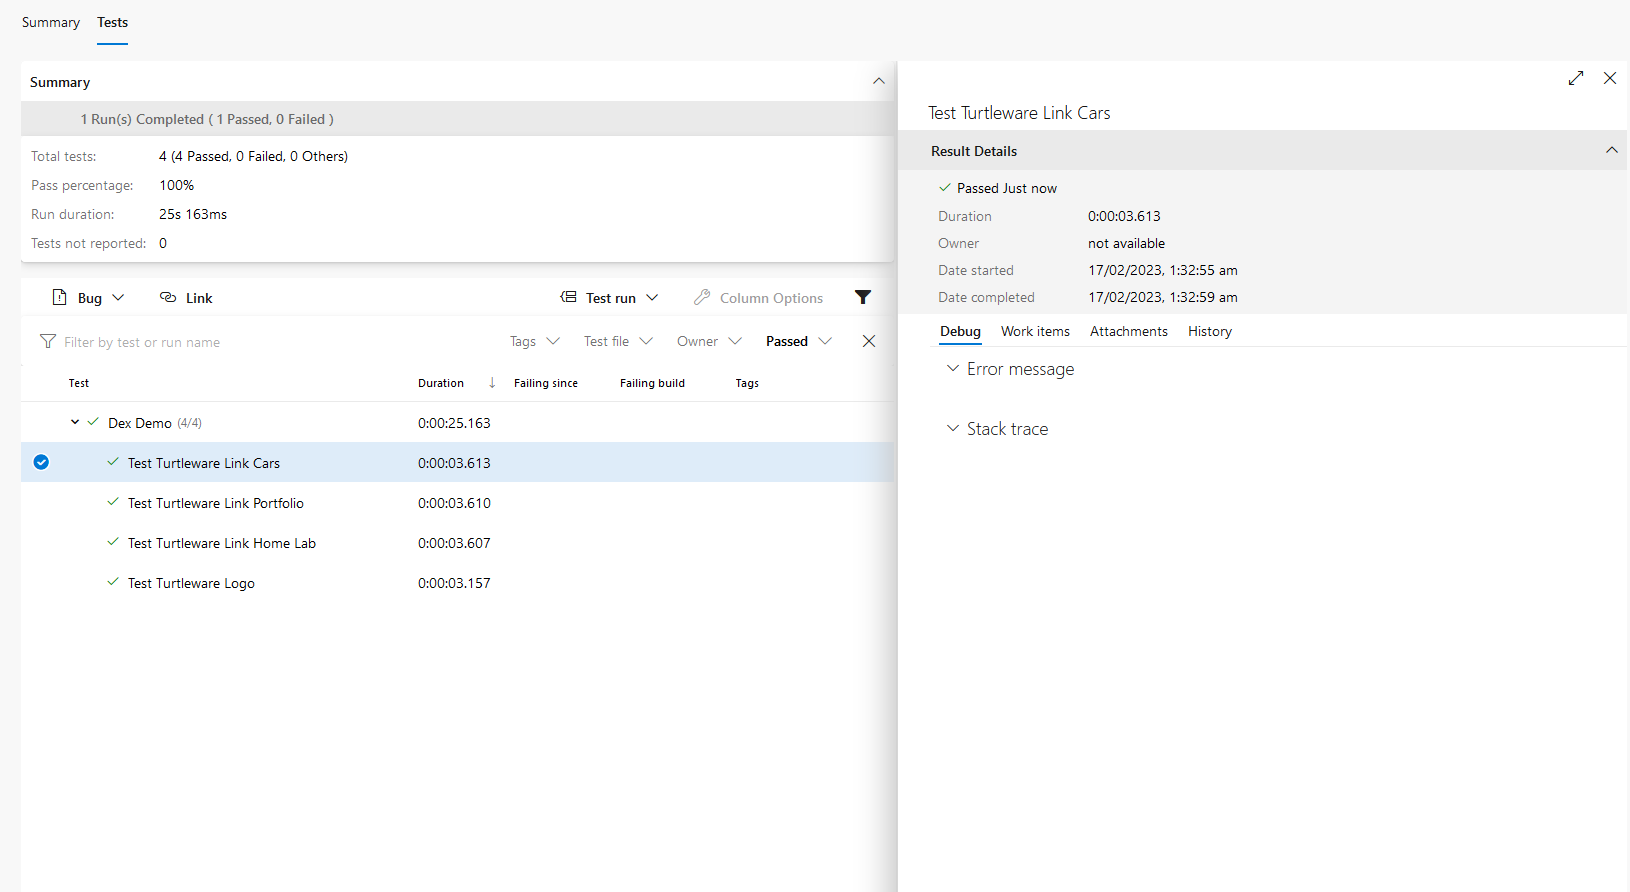 Summary Tests
Summary
1 Run(s) Completed ( 1 Passed, 0 Failed )
Total tests: 4 (4 Passed, 0 Failed, 0 Others)
Pass percentage: 100%
Run duration: 25s 163ms
Tests not reported: 0
Bug Link Test run Column Options
Filter by test or run name Tags Test file Owner Passed
Test Duration Failing since Failing build Tags
Dex Demo (4/4) 0:00:25.163
Test Turtleware Link Cars 0:00:03.613
Test Turtleware Link Portfolio 0:00:03.610
Test Turtleware Link Home Lab 0:00:03.607
Test Turtleware Logo 0:00:03.157
Test Turtleware Link Cars
Result Details
Passed Just now
Duration 0:00:03.613
Owner not available
Date started 17/02/2023, 1:32:55 am
Date completed 17/02/2023, 1:32:59 am
Debug Work items Attachments History
Error message
Stack trace